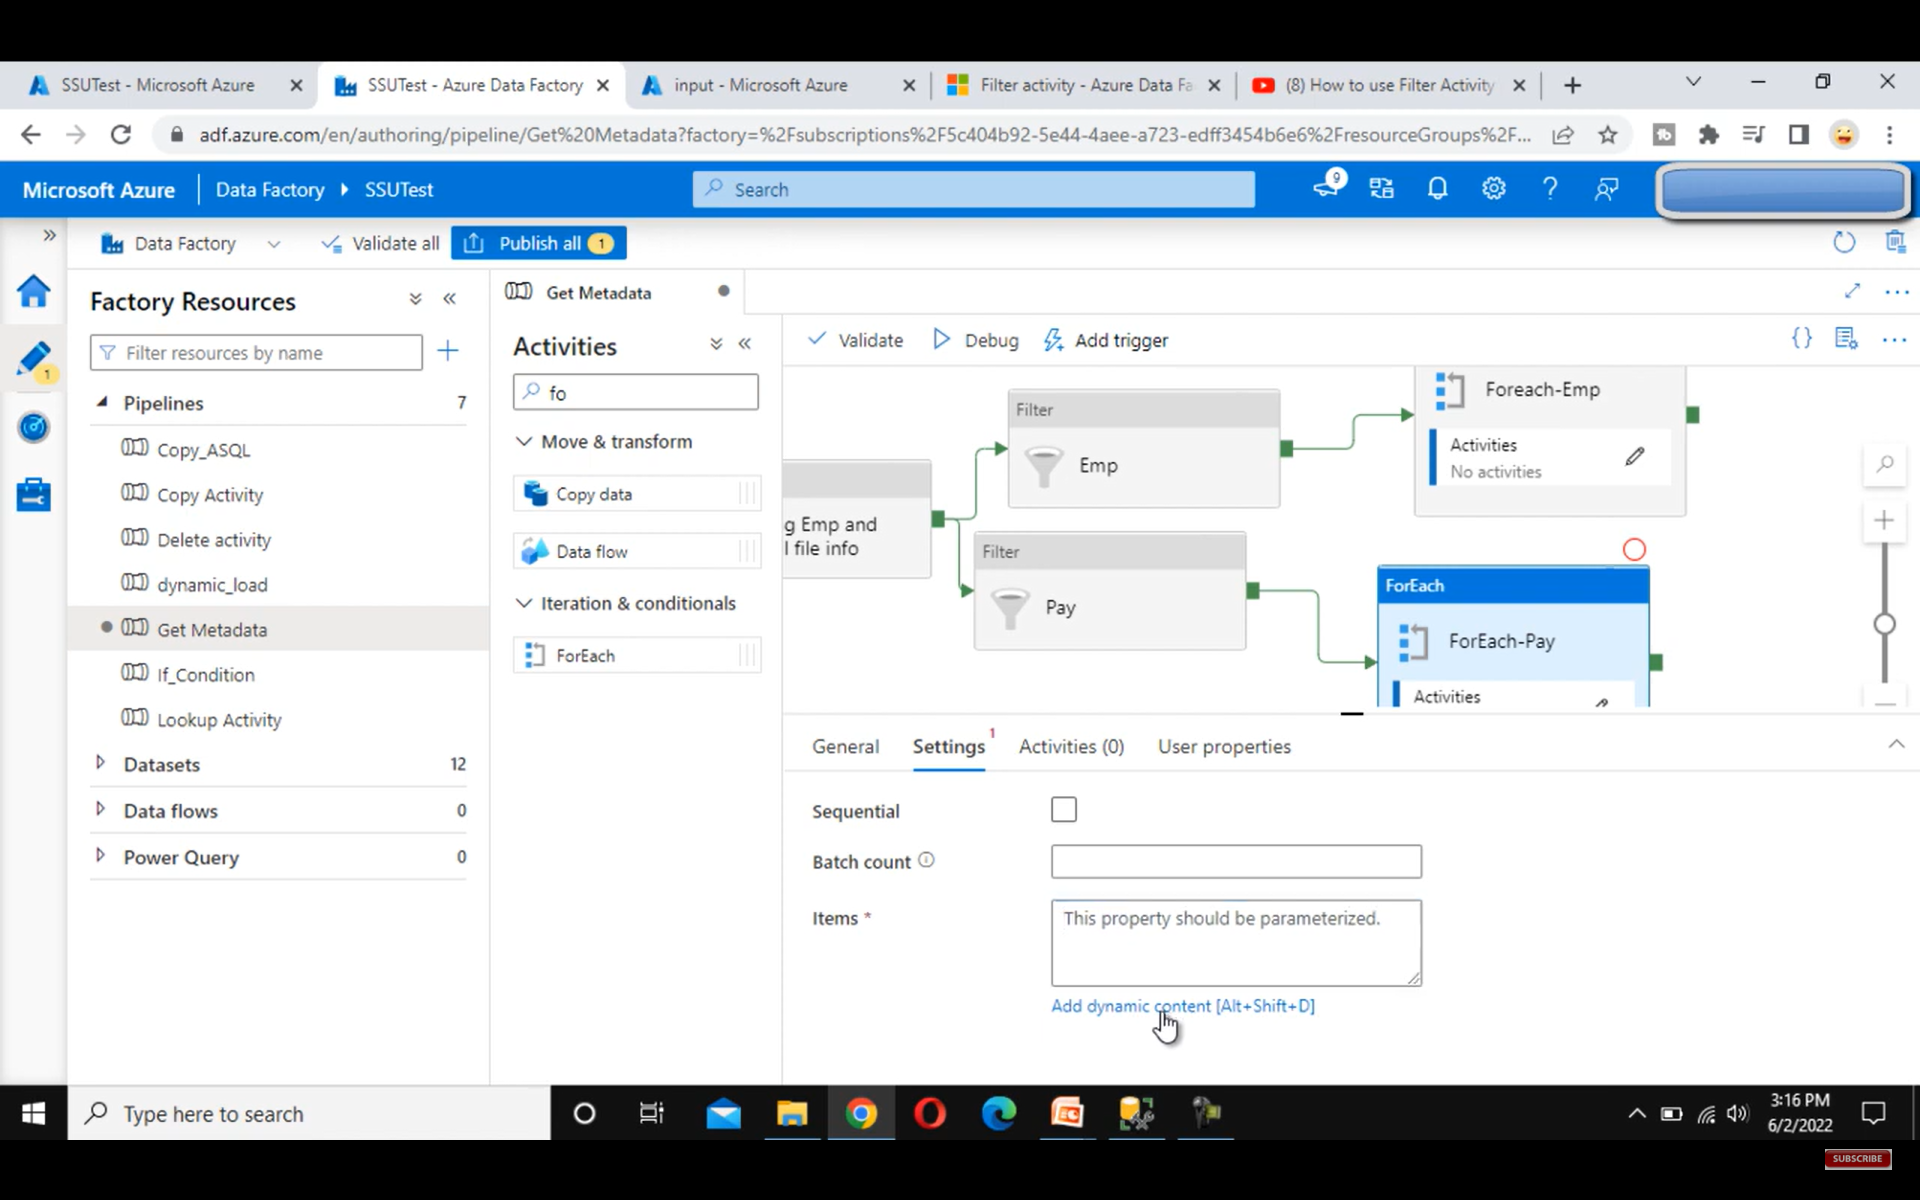 SSUTest - Microsoft Azure
SSUTest - Azure Data Factory
input - Microsoft Azure
Filter activity - Azure Data Fa
(8) How to use Filter Activity
adf.azure.com/en/authoring/pipeline/Get%20Metadata?factory=%2Fsubscriptions%2F5c404b92-5e44-4aee-a723-edff3454b6e6%2FresourceGroups%2F...
Microsoft Azure
Data Factory
SSUTest
Search
9
Data Factory
Validate all
Publish all 1
Factory Resources
Filter resources by name
1
Pipelines 7
Copy_ASQL
Copy Activity
Delete activity
dynamic_load
Get Metadata
If_Condition
Lookup Activity
Datasets 12
Data flows 0
Power Query 0
Get Metadata
Activities
fo
Move & transform
Copy data
Data flow
Iteration & conditionals
ForEach
Validate
Debug
Add trigger
g Emp and
l file info
Filter
Emp
Filter
Pay
Foreach-Emp
Activities
No activities
ForEach
ForEach-Pay
Activities
General
Settings 1
Activities (0)
User properties
Sequential
Batch count
Items *
This property should be parameterized.
Add dynamic content [Alt+Shift+D]
Type here to search
3:16 PM
6/2/2022
SUBSCRIBE